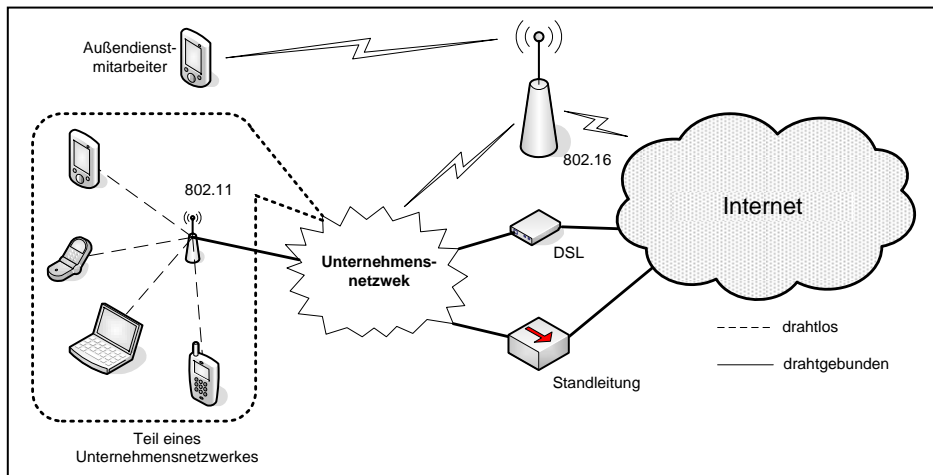 Außendienst-
mitarbeiter
802.16
802.11
Internet
Unternehmens-
netzwek
DSL
drahtlos
drahtgebunden
Standleitung
Teil eines
Unternehmensnetzwerkes